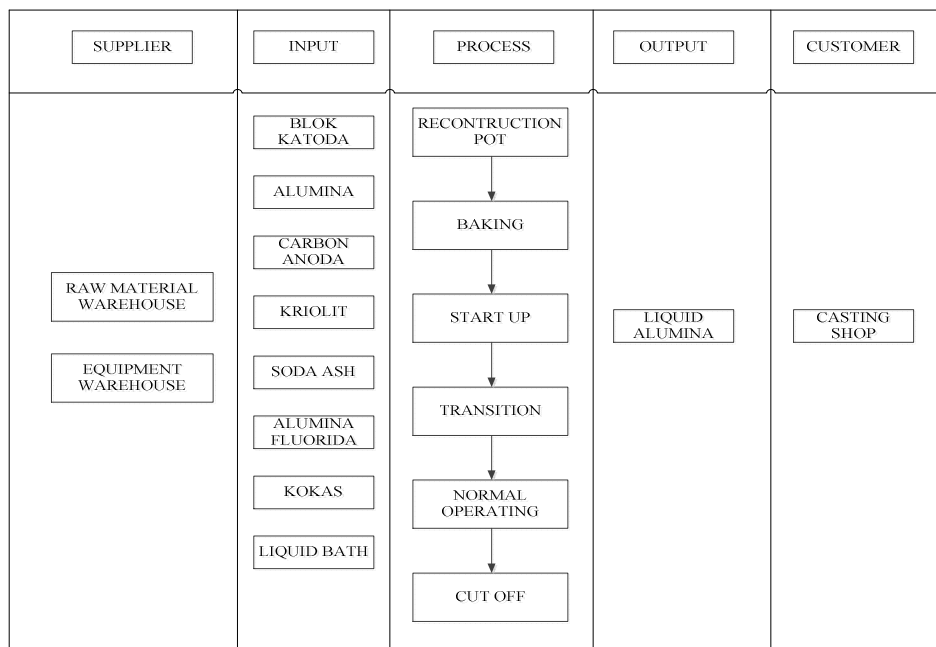 SUPPLIER
INPUT
PROCESS
OUTPUT
CUSTOMER
RAW MATERIAL
WAREHOUSE
EQUIPMENT
WAREHOUSE
BLOK
KATODA
ALUMINA
CARBON
ANODA
KRIOLIT
SODA ASH
ALUMINA
FLUORIDA
KOKAS
LIQUID BATH
RECONTRUCTION
POT
BAKING
START UP
TRANSITION
NORMAL
OPERATING
CUT OFF
LIQUID
ALUMINA
CASTING
SHOP